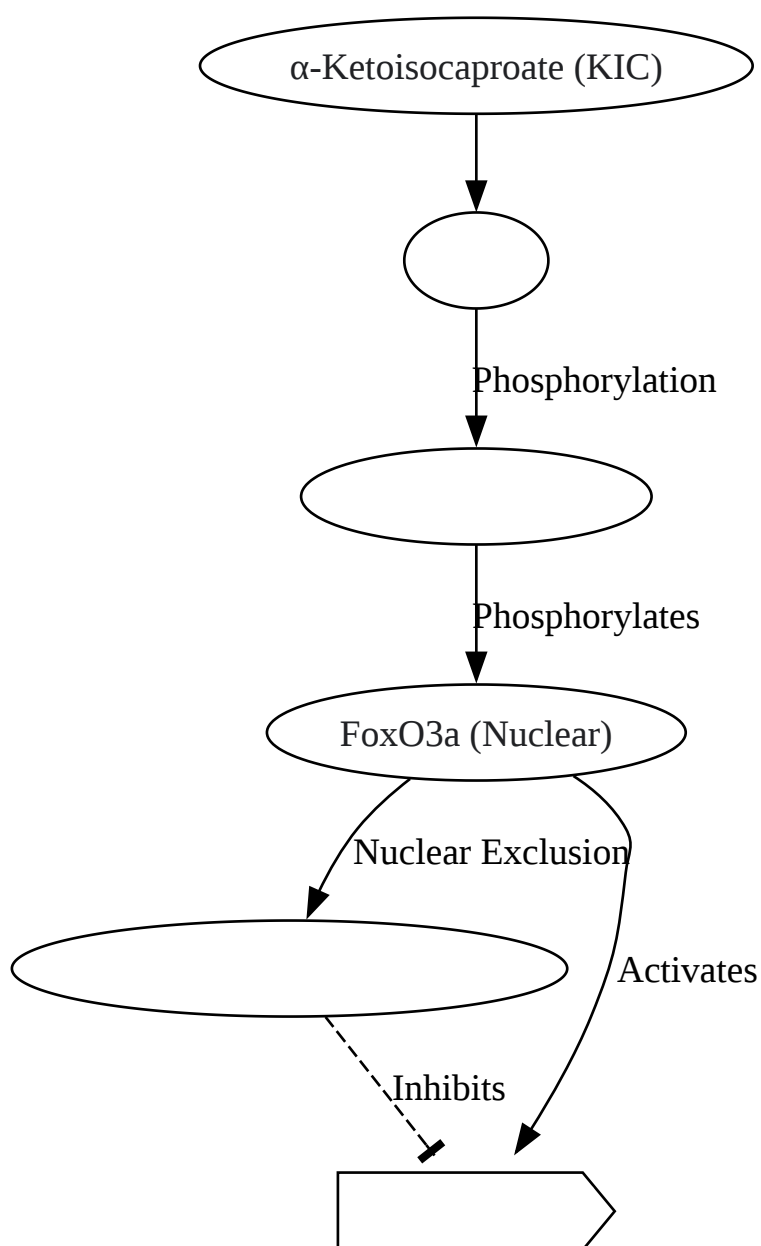 α-Ketoisocaproate (KIC)
Phosphorylation
Phosphorylates
FoxO3a (Nuclear)
Nuclear Exclusion
Activates
Inhibits